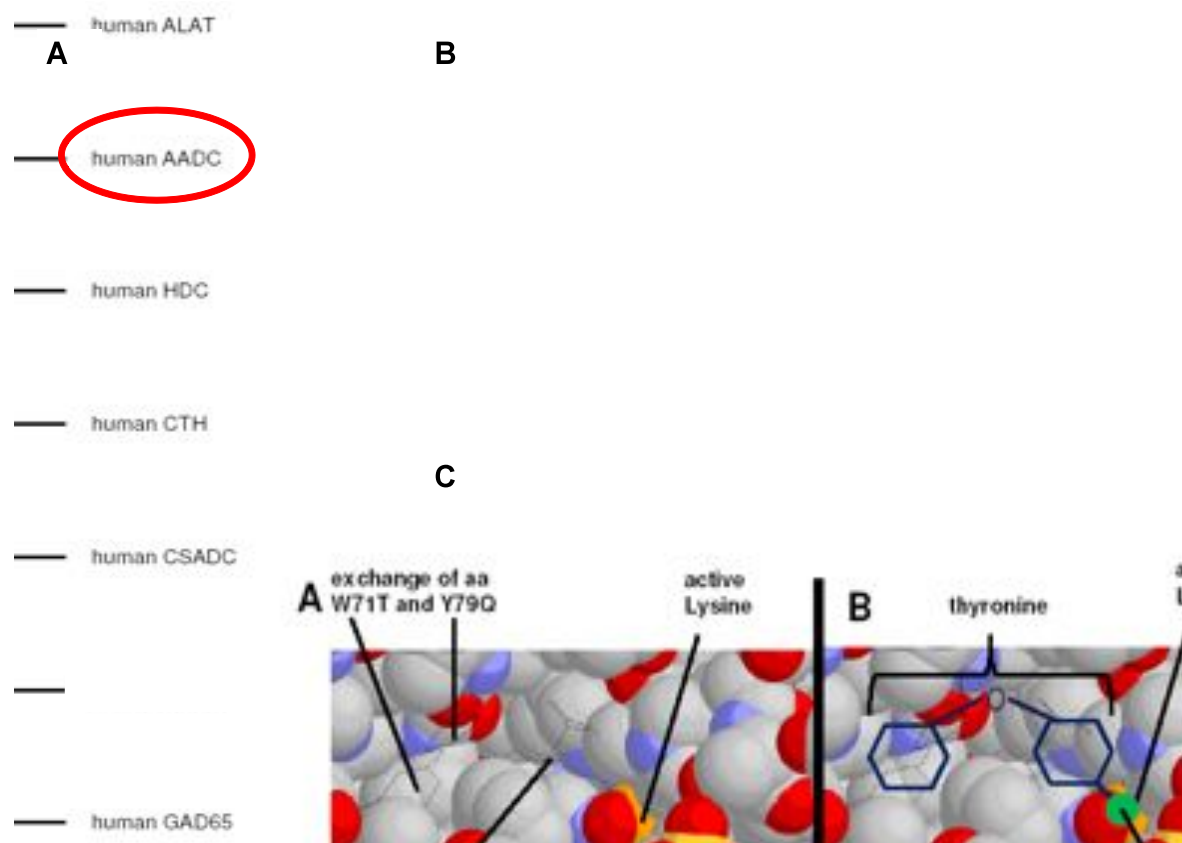 human ALAT
A
B
human AADC
human HDC
human CTH
C
human CSADC
A
exchange of aa
W71T and Y79Q
active
Lysine
B
thyronine
O
human GAD65